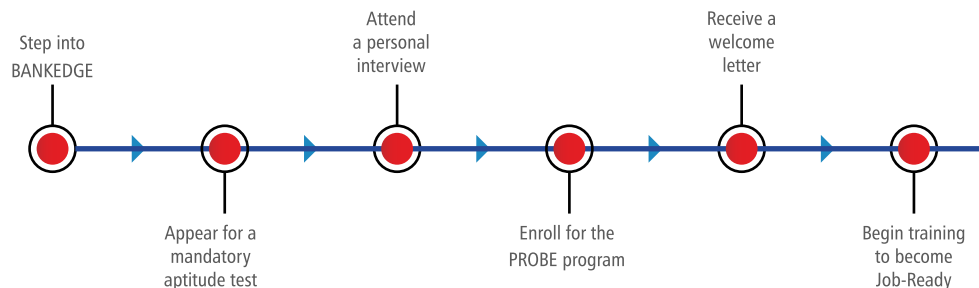 Step into
BANKEDGE
Appear for a
mandatory
aptitude test
Attend
a personal
interview
Enroll for the
PROBE program
Receive a
welcome
letter
Begin training
to become
Job-Ready